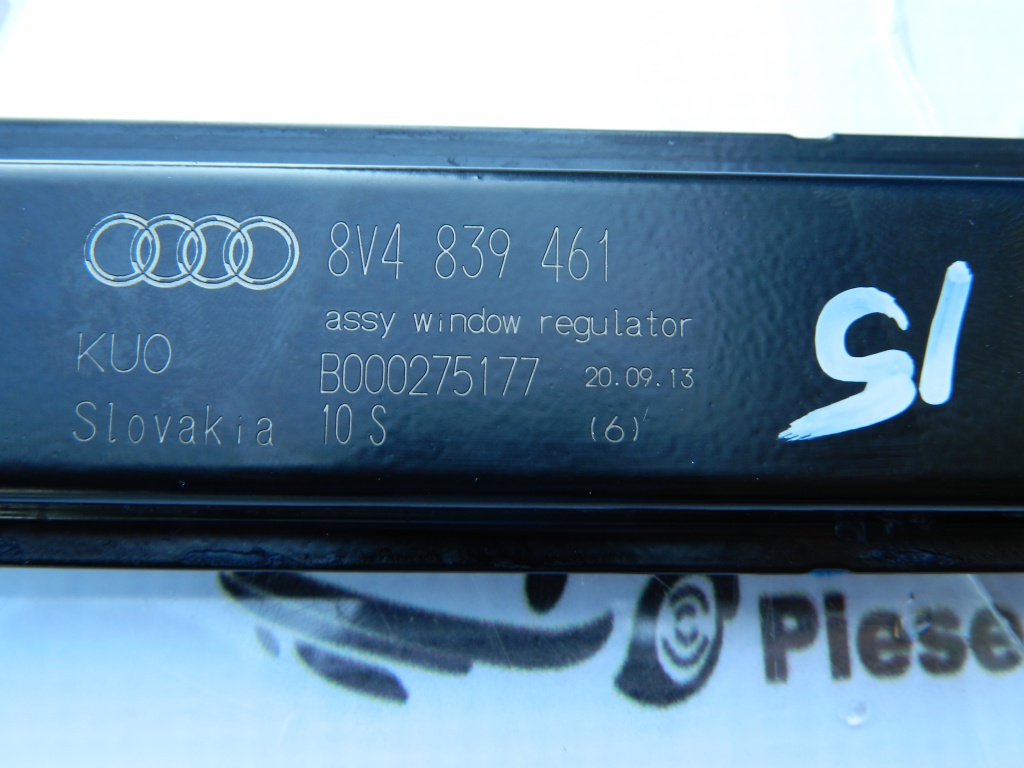 8V4 839 461
assy window regulator
KUO
B000275177 20.09.13
Slovakia 10 S (6)
15
Piese